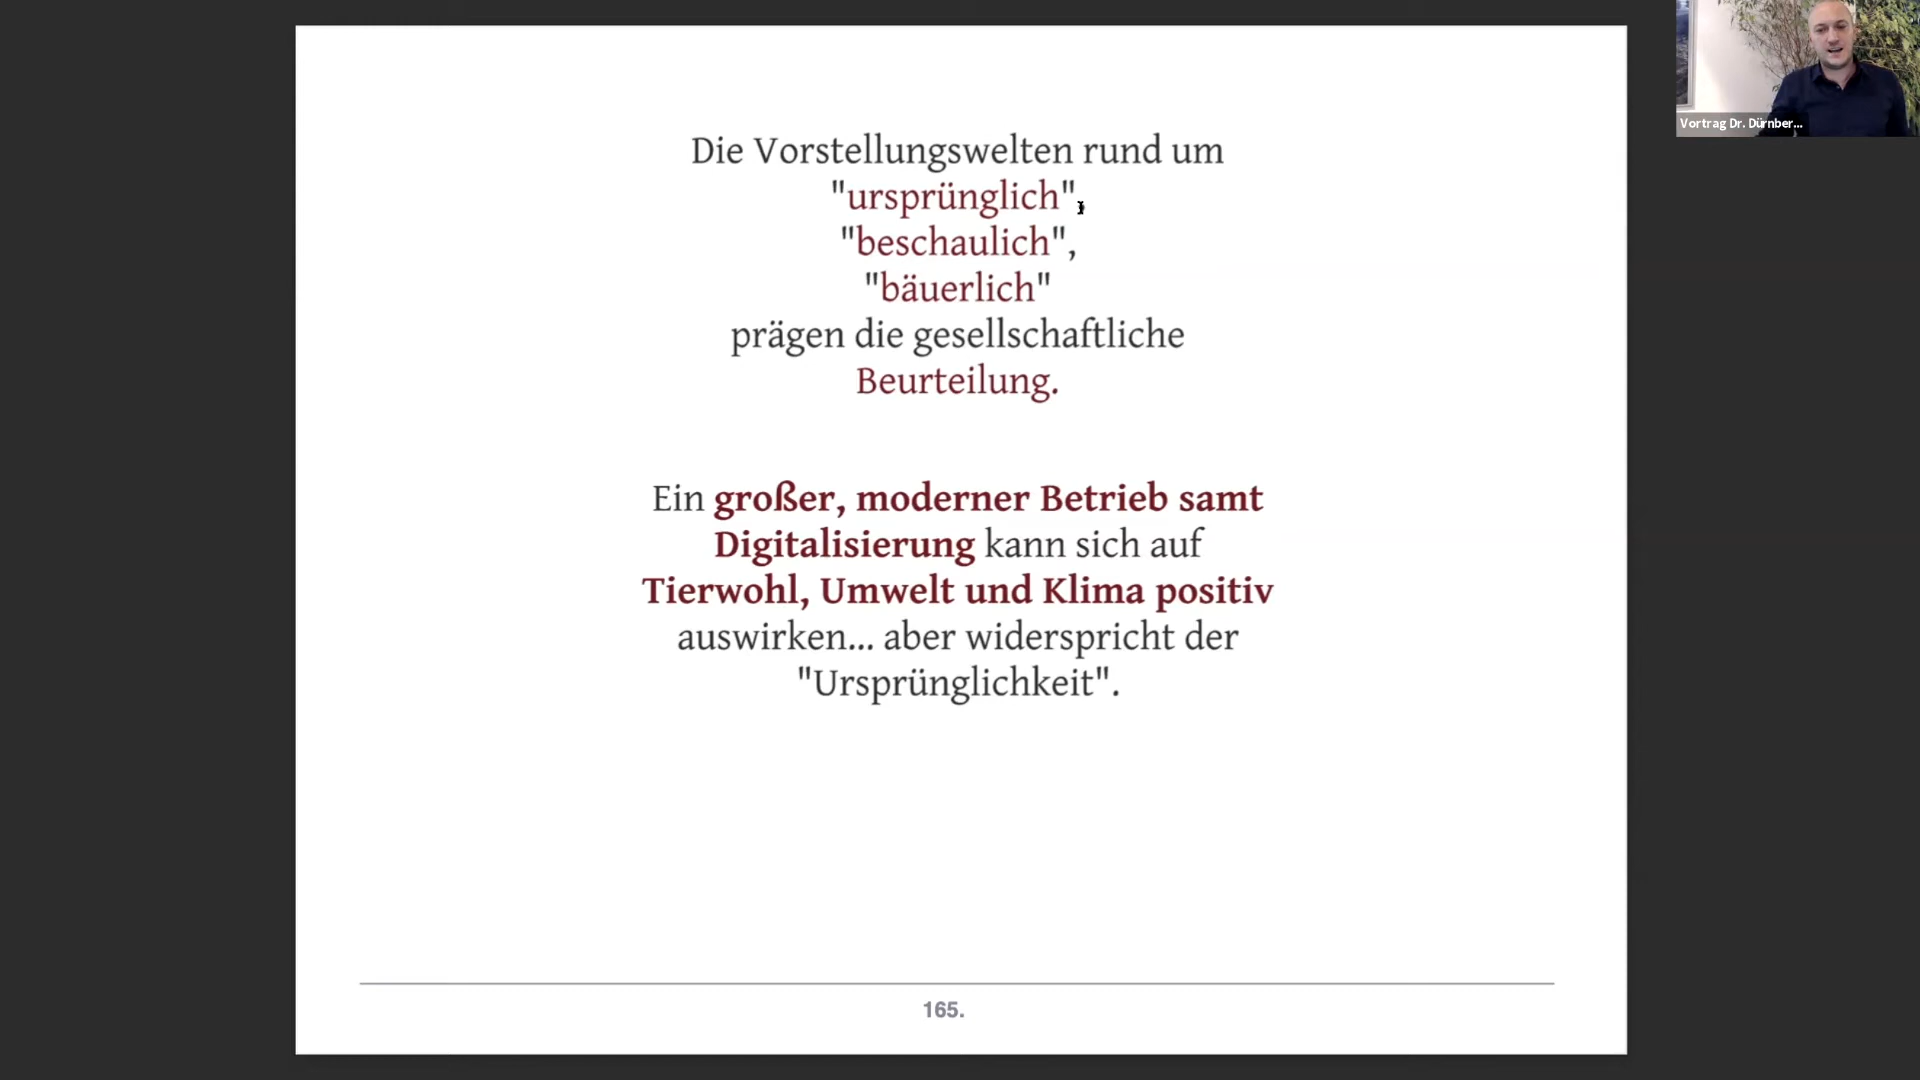 Die Vorstellungswelten rund um
"ursprünglich",
"beschaulich",
"bäuerlich"
prägen die gesellschaftliche
Beurteilung.
Ein großer, moderner Betrieb samt
Digitalisierung kann sich auf
Tierwohl, Umwelt und Klima positiv
auswirken... aber widerspricht der
"Ursprünglichkeit".
165.
Vortrag Dr. Dürnber...